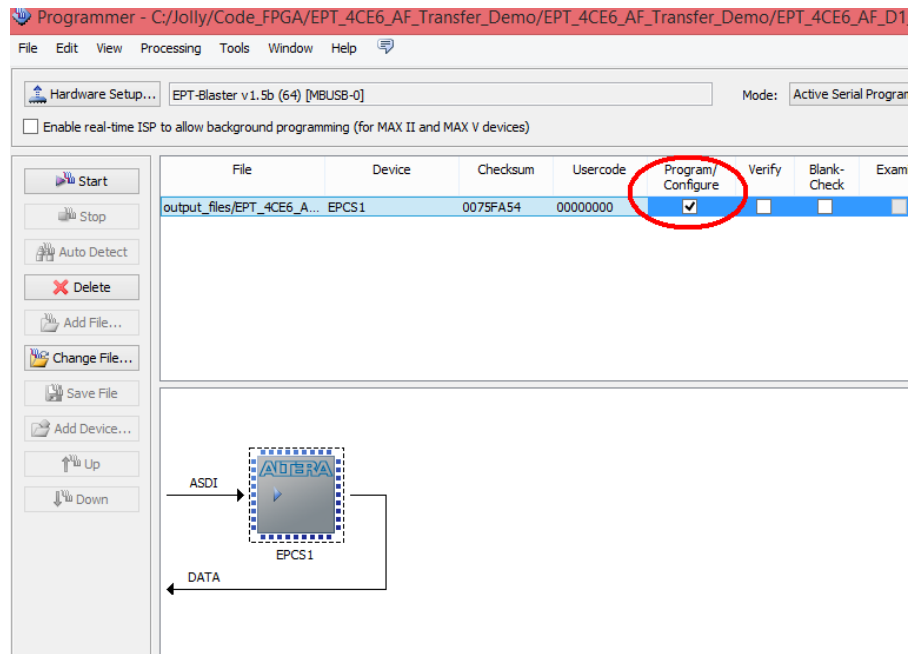 Programmer - C:/Jolly/Code_FPGA/EPT_4CE6_AF_Transfer_Demo/EPT_4CE6_AF_Transfer_Demo/EPT_4CE6_AF_D1_
File Edit View Processing Tools Window Help
Hardware Setup... EPT-Blaster v1.5b (64) [MBUSB-0] Mode: Active Serial Program
Enable real-time ISP to allow background programming (for MAX II and MAX V devices)
File Device Checksum Usercode Program/ Verify Blank- Exam
Configure Check
output_files/EPT_4CE6_A... EPCS1 0075FA54 00000000
Start
Stop
Auto Detect
Delete
Add File...
Change File...
Save File
Add Device...
Up
Down
ALTERA
ASDI
EPCS1
DATA